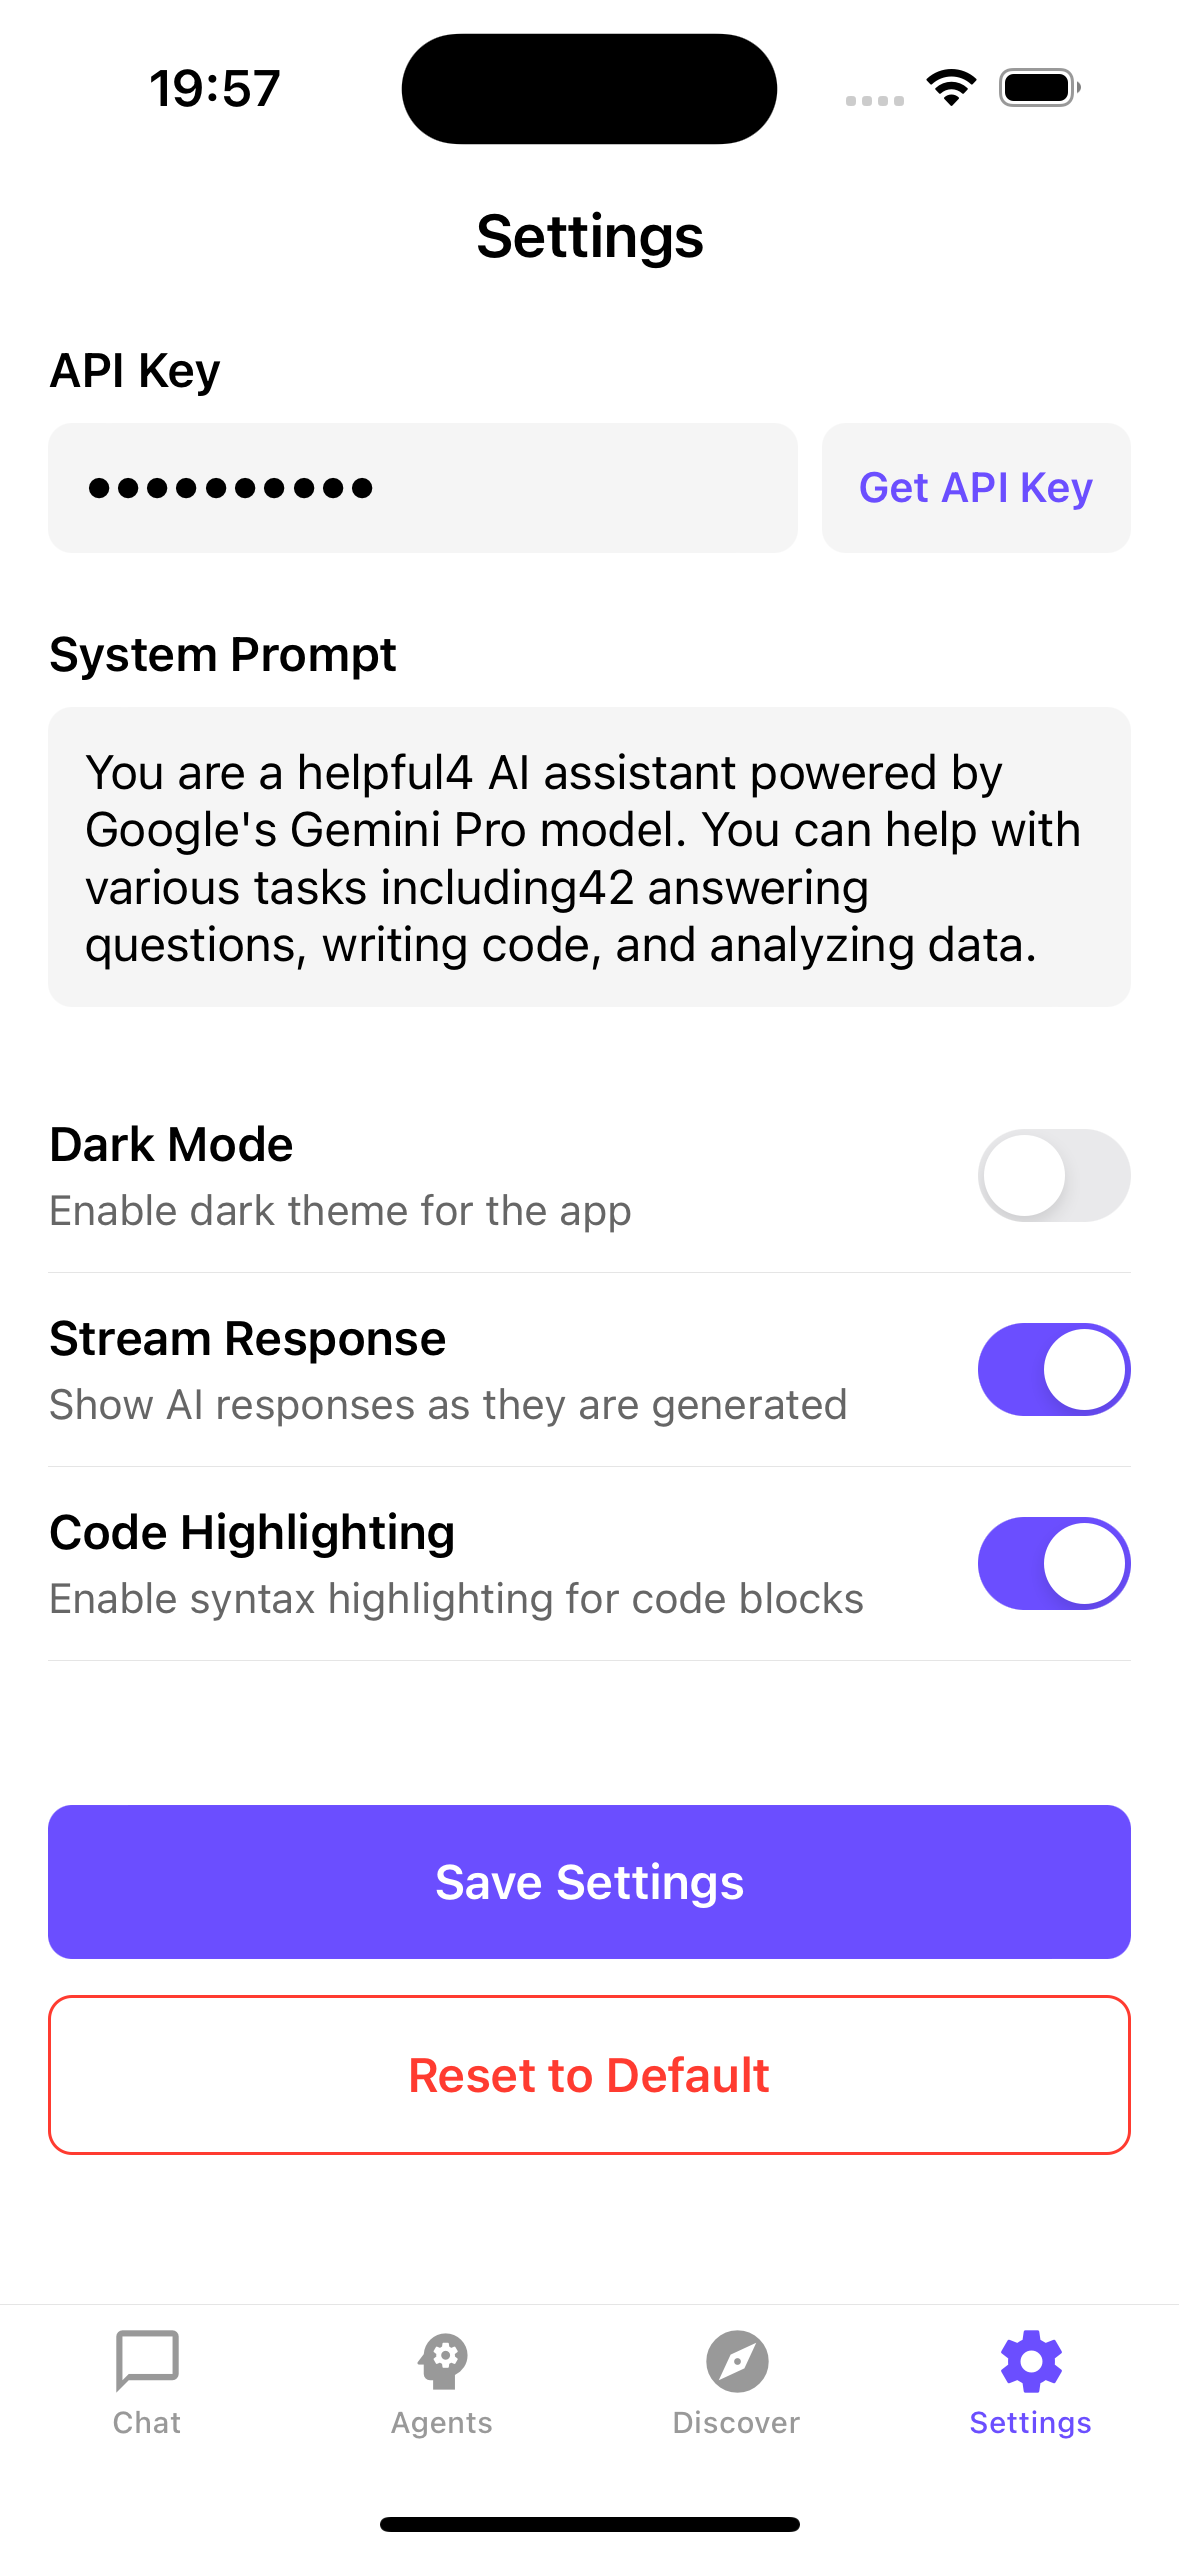 19:57
Settings
API Key
••••••••••
Get API Key
System Prompt
You are a helpful4 AI assistant powered by
Google's Gemini Pro model. You can help with
various tasks including42 answering
questions, writing code, and analyzing data.
Dark Mode
Enable dark theme for the app
Stream Response
Show AI responses as they are generated
Code Highlighting
Enable syntax highlighting for code blocks
Save Settings
Reset to Default
Chat
Agents
Discover
Settings